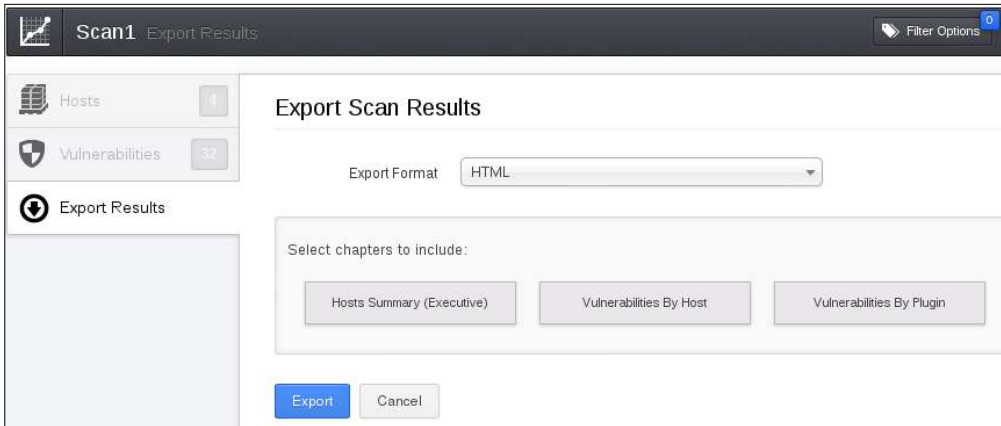 Scan1 Export Results
Filter Options 0
Hosts 4
Vulnerabilities 32
Export Results
Export Scan Results
Export Format HTML
Select chapters to include:
Hosts Summary (Executive) Vulnerabilities By Host Vulnerabilities By Plugin
Export Cancel